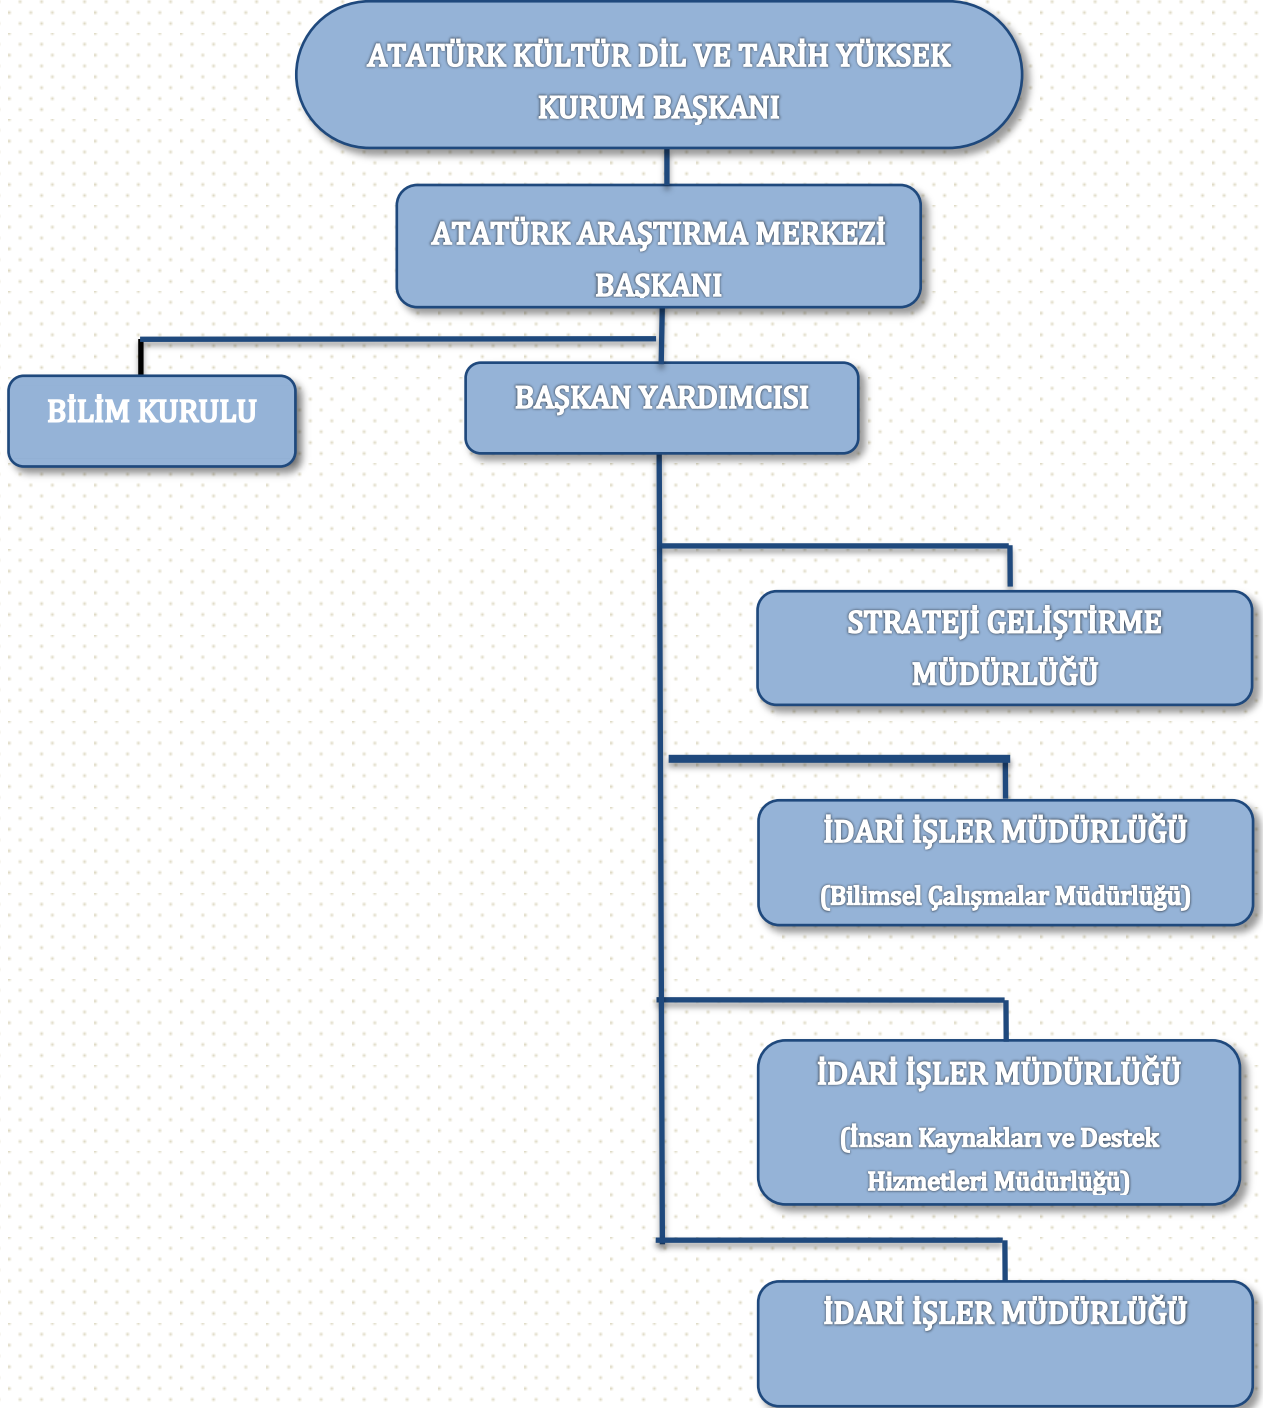 ATATÜRK KÜLTÜR DİL VE TARİH YÜKSEK
KURUM BAŞKANI
ATATÜRK ARAŞTIRMA MERKEZİ
BAŞKANI
BİLİM KURULU
BAŞKAN YARDIMCISI
STRATEJİ GELİŞTİRME
MÜDÜRLÜĞÜ
İDARİ İŞLER MÜDÜRLÜĞÜ
(Bilimsel Çalışmalar Müdürlüğü)
İDARİ İŞLER MÜDÜRLÜĞÜ
(İnsan Kaynakları ve Destek
Hizmetleri Müdürlüğü)
İDARİ İŞLER MÜDÜRLÜĞÜ